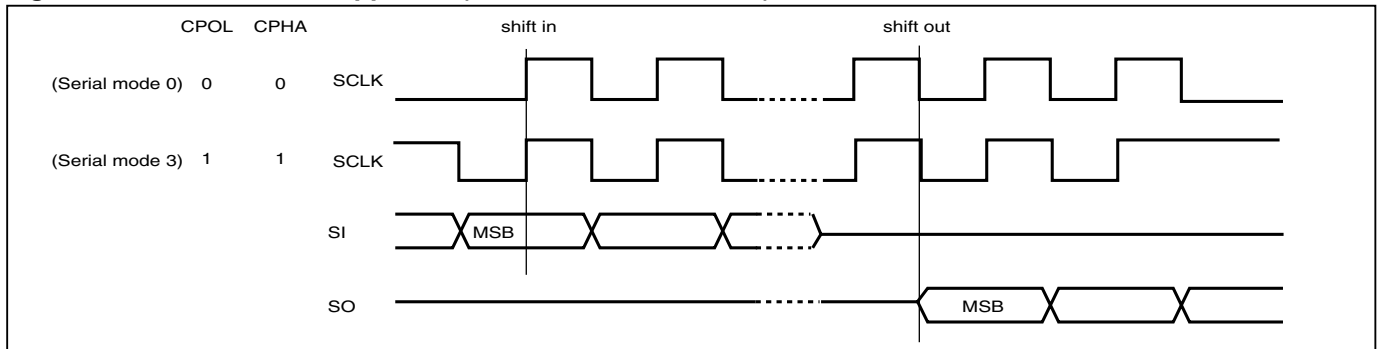 CPOL CPHA shift in shift out
(Serial mode 0) 0 0 SCLK
(Serial mode 3) 1 1 SCLK
SI MSB
SO MSB